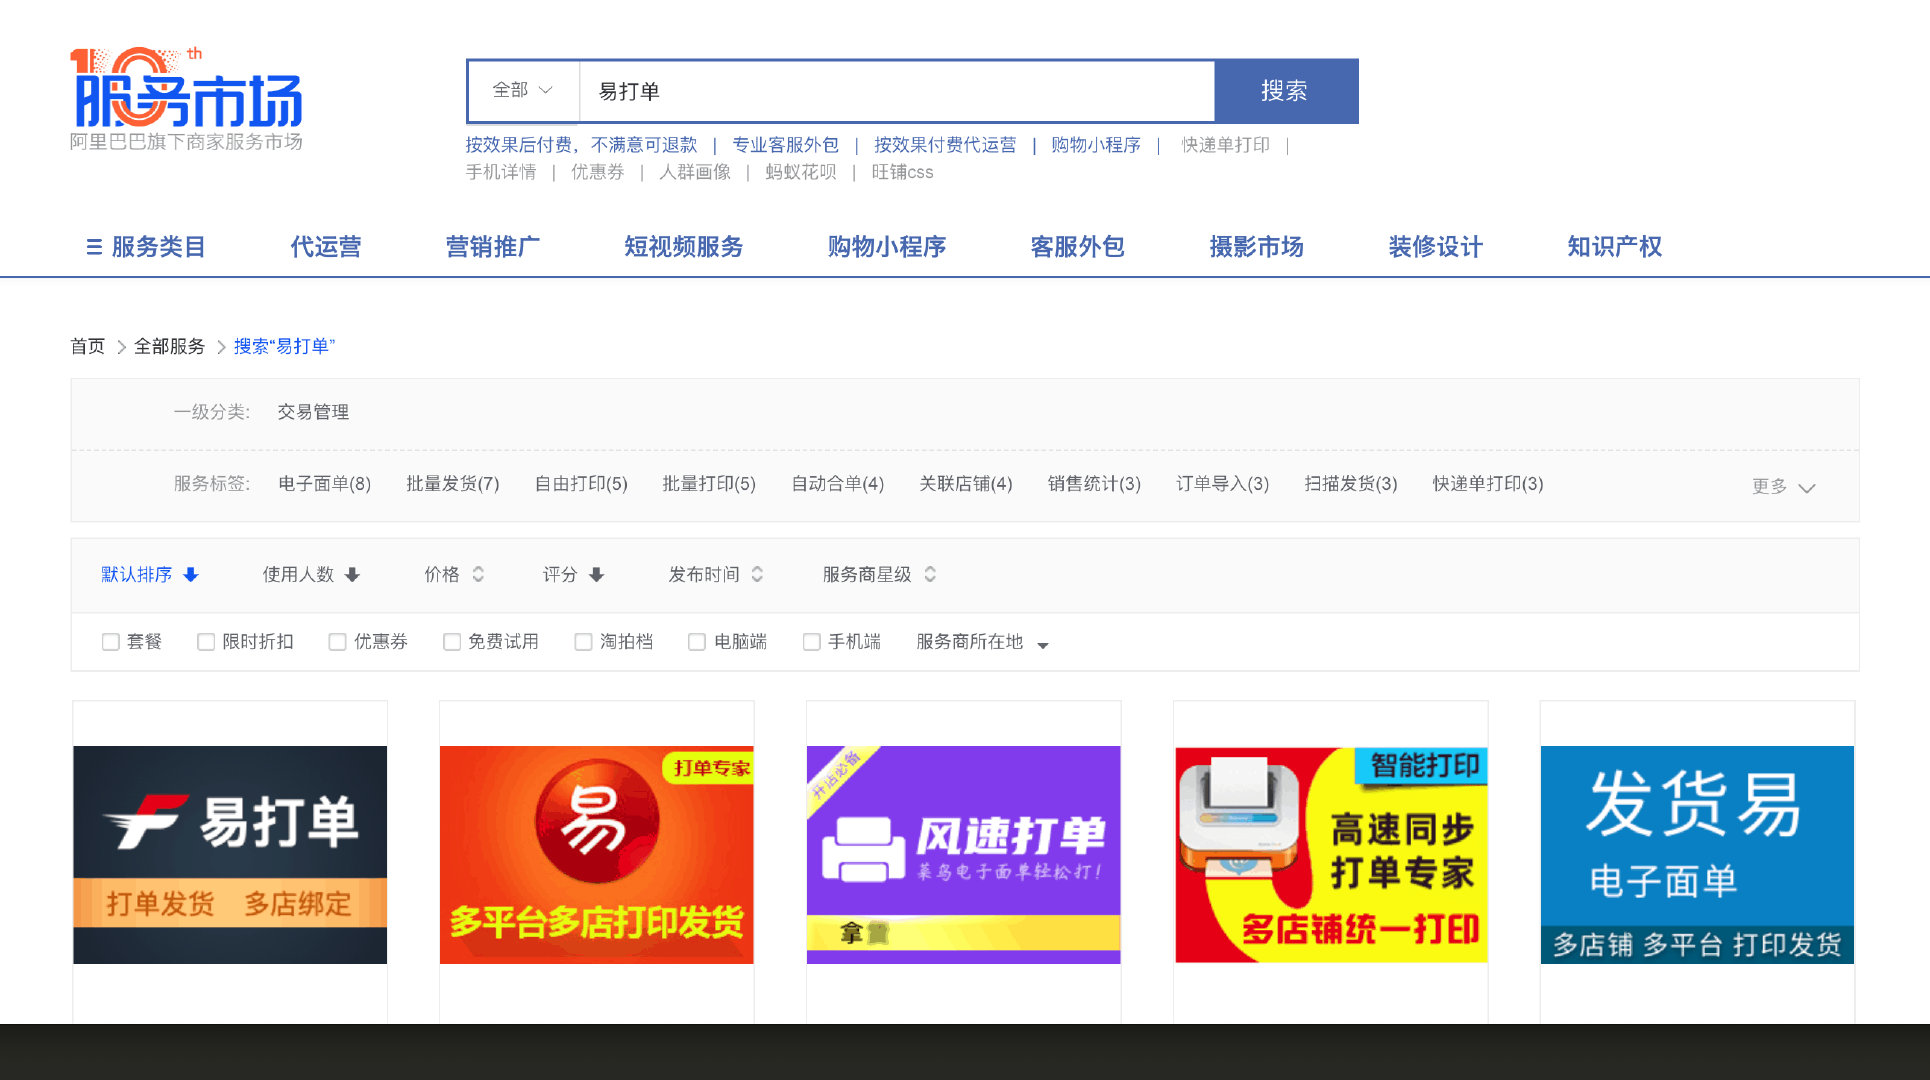 10th
服务市场
阿里巴巴旗下商家服务市场
全部 易打单 搜索
按效果后付费，不满意可退款 | 专业客服外包 | 按效果付费代运营 | 购物小程序 | 快递单打印 |
手机详情 | 优惠券 | 人群画像 | 蚂蚁花呗 | 旺铺css
服务类目 代运营 营销推广 短视频服务 购物小程序 客服外包 摄影市场 装修设计 知识产权
首页 > 全部服务 > 搜索“易打单”
一级分类: 交易管理
服务标签: 电子面单(8) 批量发货(7) 自由打印(5) 批量打印(5) 自动合单(4) 关联店铺(4) 销售统计(3) 订单导入(3) 扫描发货(3) 快递单打印(3) 更多
默认排序 使用人数 价格 评分 发布时间 服务商星级
套餐 限时折扣 优惠券 免费试用 淘拍档 电脑端 手机端 服务商所在地
易打单
打单发货 多店绑定
打单专家
易
多平台多店打印发货
开店必备
风速打单
菜鸟电子面单轻松打!
拿
智能打印
高速同步
打单专家
多店铺统一打印
发货易
电子面单
多店铺 多平台 打印发货